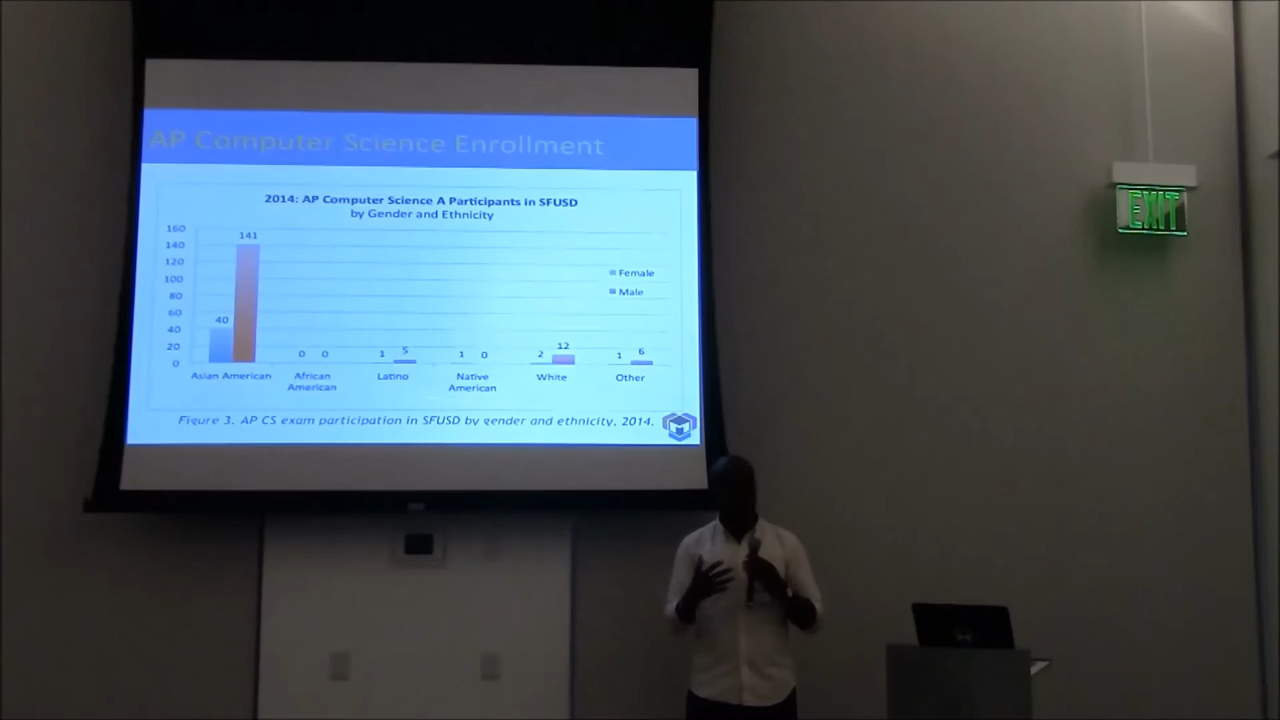 AP Computer Science Enrollment
2014: AP Computer Science A Participants in SFUSD
by Gender and Ethnicity
160
140
120
100
80
60
40
20
0
40
141
0
0
1
5
1
0
2
12
1
6
Female
Male
Asian American
African
American
Latino
Native
American
White
Other
Figure 3. AP CS exam participation in SFUSD by gender and ethnicity, 2014.
EXIT